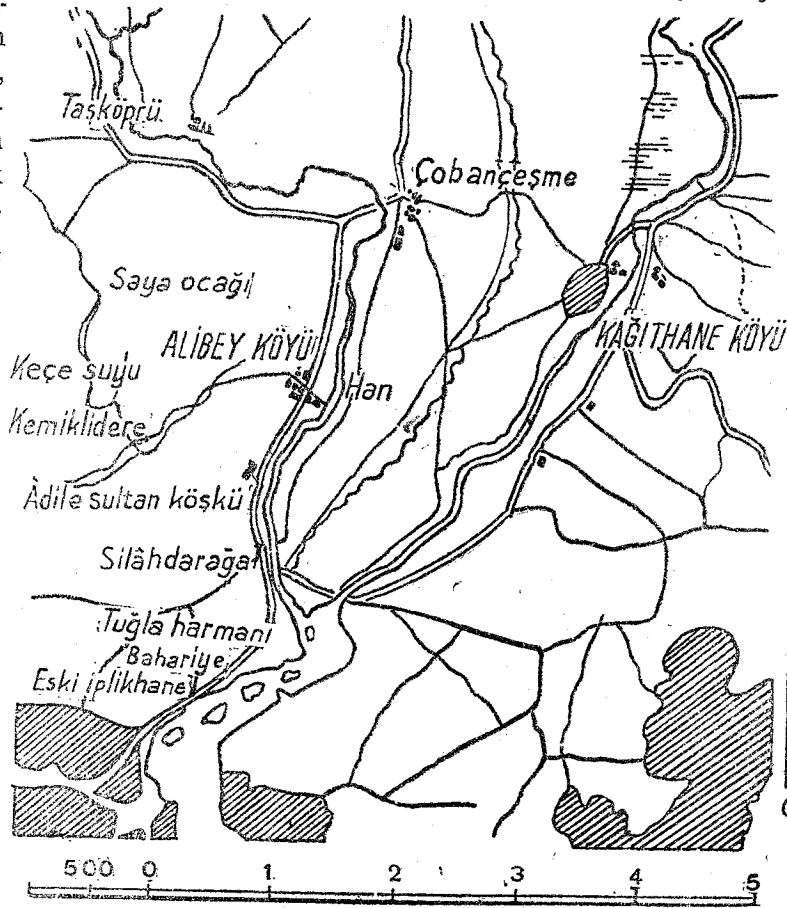 Taşköprü
Çobançeşme
Saya ocağı
ALİBEY KÖYÜ
KAĞITHANE KÖYÜ
Keçe suyu
Han
Kemiklidere
Âdile sultan köşkü
Silâhdarağa
Tuğla harmanı
Bahariye
Eski iplikhane
500 0 1 2 3 4 5